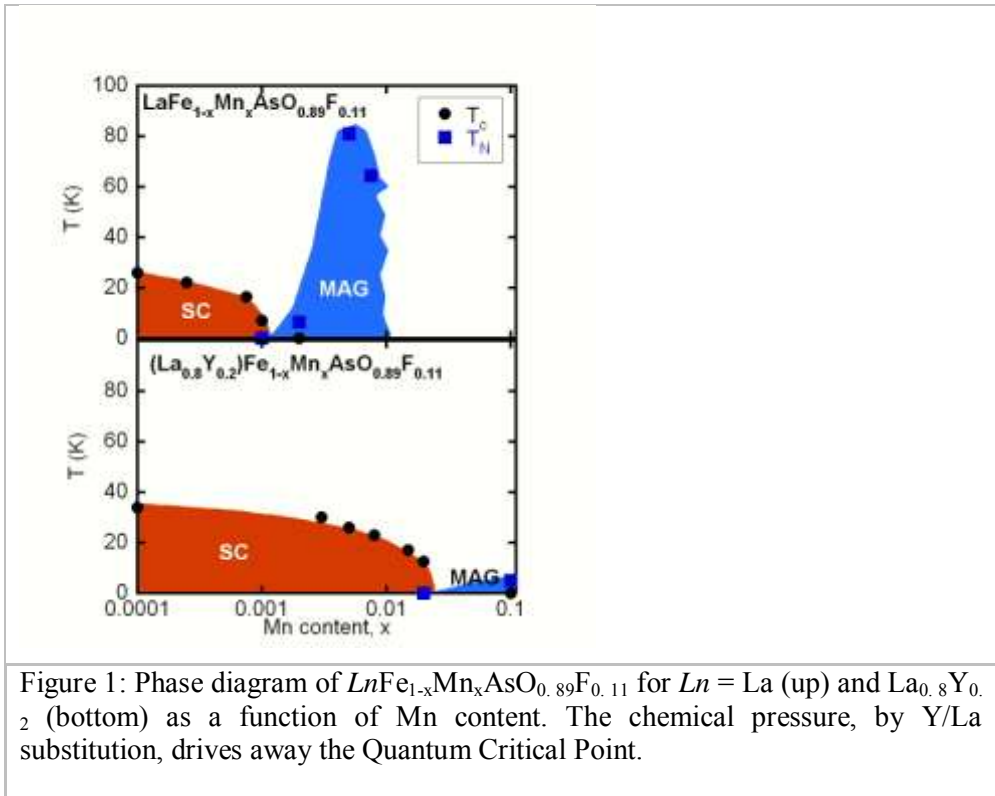 100
80
60
40
20
0
T (K)
LaFe1-xMnxAsO0.89F0.11
Tc
TN
SC
MAG
(La0.8Y0.2)Fe1-xMnxAsO0.89F0.11
80
60
40
20
0
T (K)
SC
MAG
0.0001 0.001 0.01 0.1
Mn content, x
Figure 1: Phase diagram of LnFe1-xMnxAsO0. 89F0. 11 for Ln = La (up) and La0. 8Y0.
2 (bottom) as a function of Mn content. The chemical pressure, by Y/La
substitution, drives away the Quantum Critical Point.